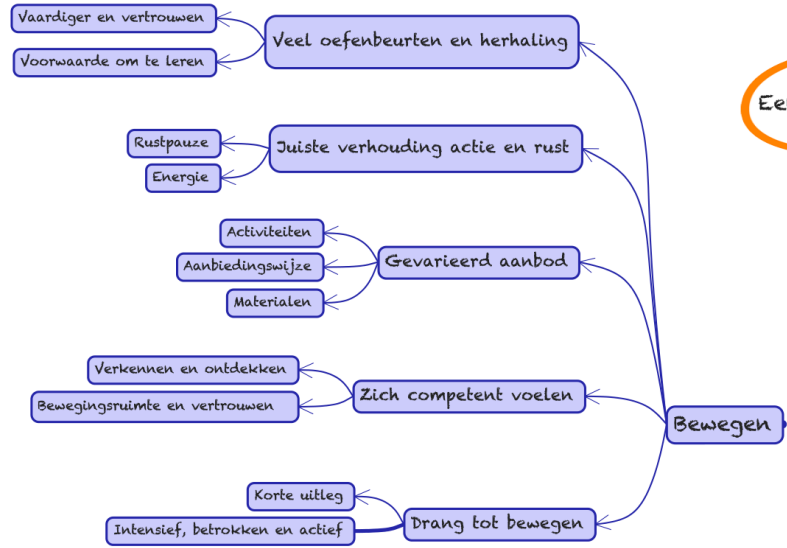 Vaardiger en vertrouwen
Veel oefenbeurten en herhaling
Voorwaarde om te leren
Rustpauze
Juiste verhouding actie en rust
Energie
Activiteiten
Aanbiedingswijze
Gevarieerd aanbod
Materialen
Verkennen en ontdekken
Zich competent voelen
Bewegingsruimte en vertrouwen
Bewegen
Korte uitleg
Drang tot bewegen
Intensief, betrokken en actief